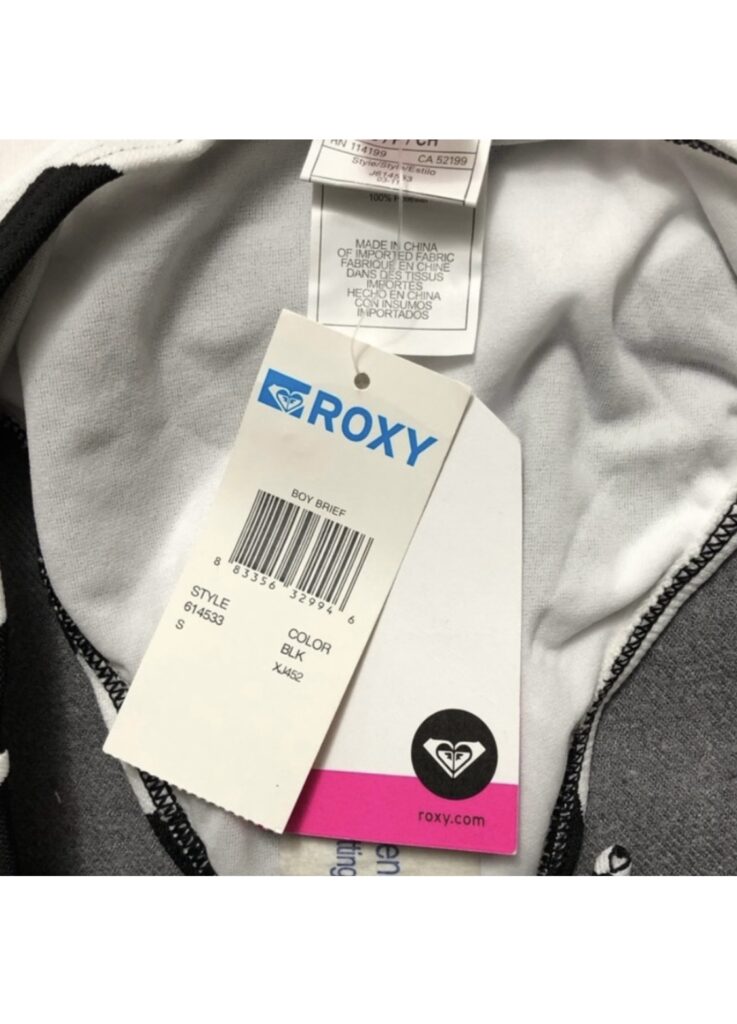 RN 114199 CA 52199
Style/Style/Estilo
100%
MADE IN CHINA
OF IMPORTED FABRIC
FABRIQUE EN CHINE
DANS DES TISSUS
IMPORTES
HECHO EN CHINA
CON INSUMOS
IMPORTADOS
ROXY
BOY BRIEF
8 83356 32994 6
STYLE
614533
S
COLOR
BLK
XJ452
roxy.com